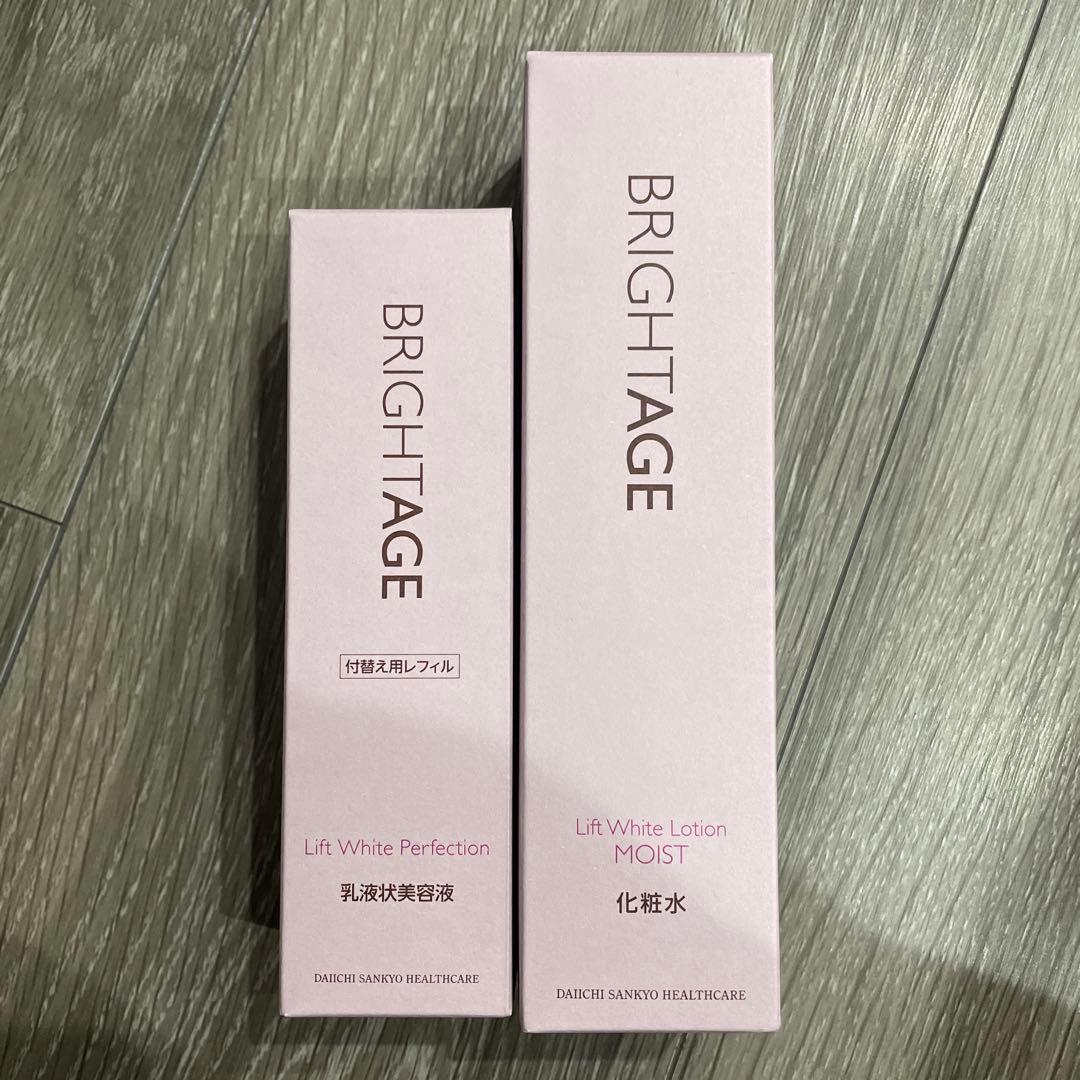 BRIGHTAGE
付替え用レフィル
Lift White Perfection
乳液状美容液
DAIICHI SANKYO HEALTHCARE
BRIGHTAGE
Lift White Lotion
MOIST
化粧水
DAIICHI SANKYO HEALTHCARE